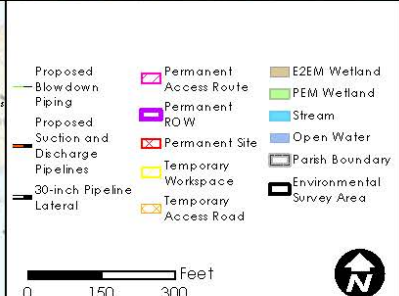 Proposed
Blowdown
Piping
Proposed
Suction and
Discharge
Pipelines
30-inch Pipeline
Lateral
Permanent
Access Route
Permanent
ROW
Permanent Site
Temporary
Workspace
Temporary
Access Road
E2EM Wetland
PEM Wetland
Stream
Open Water
Parish Boundary
Environmental
Survey Area
Feet
0 150 300
N